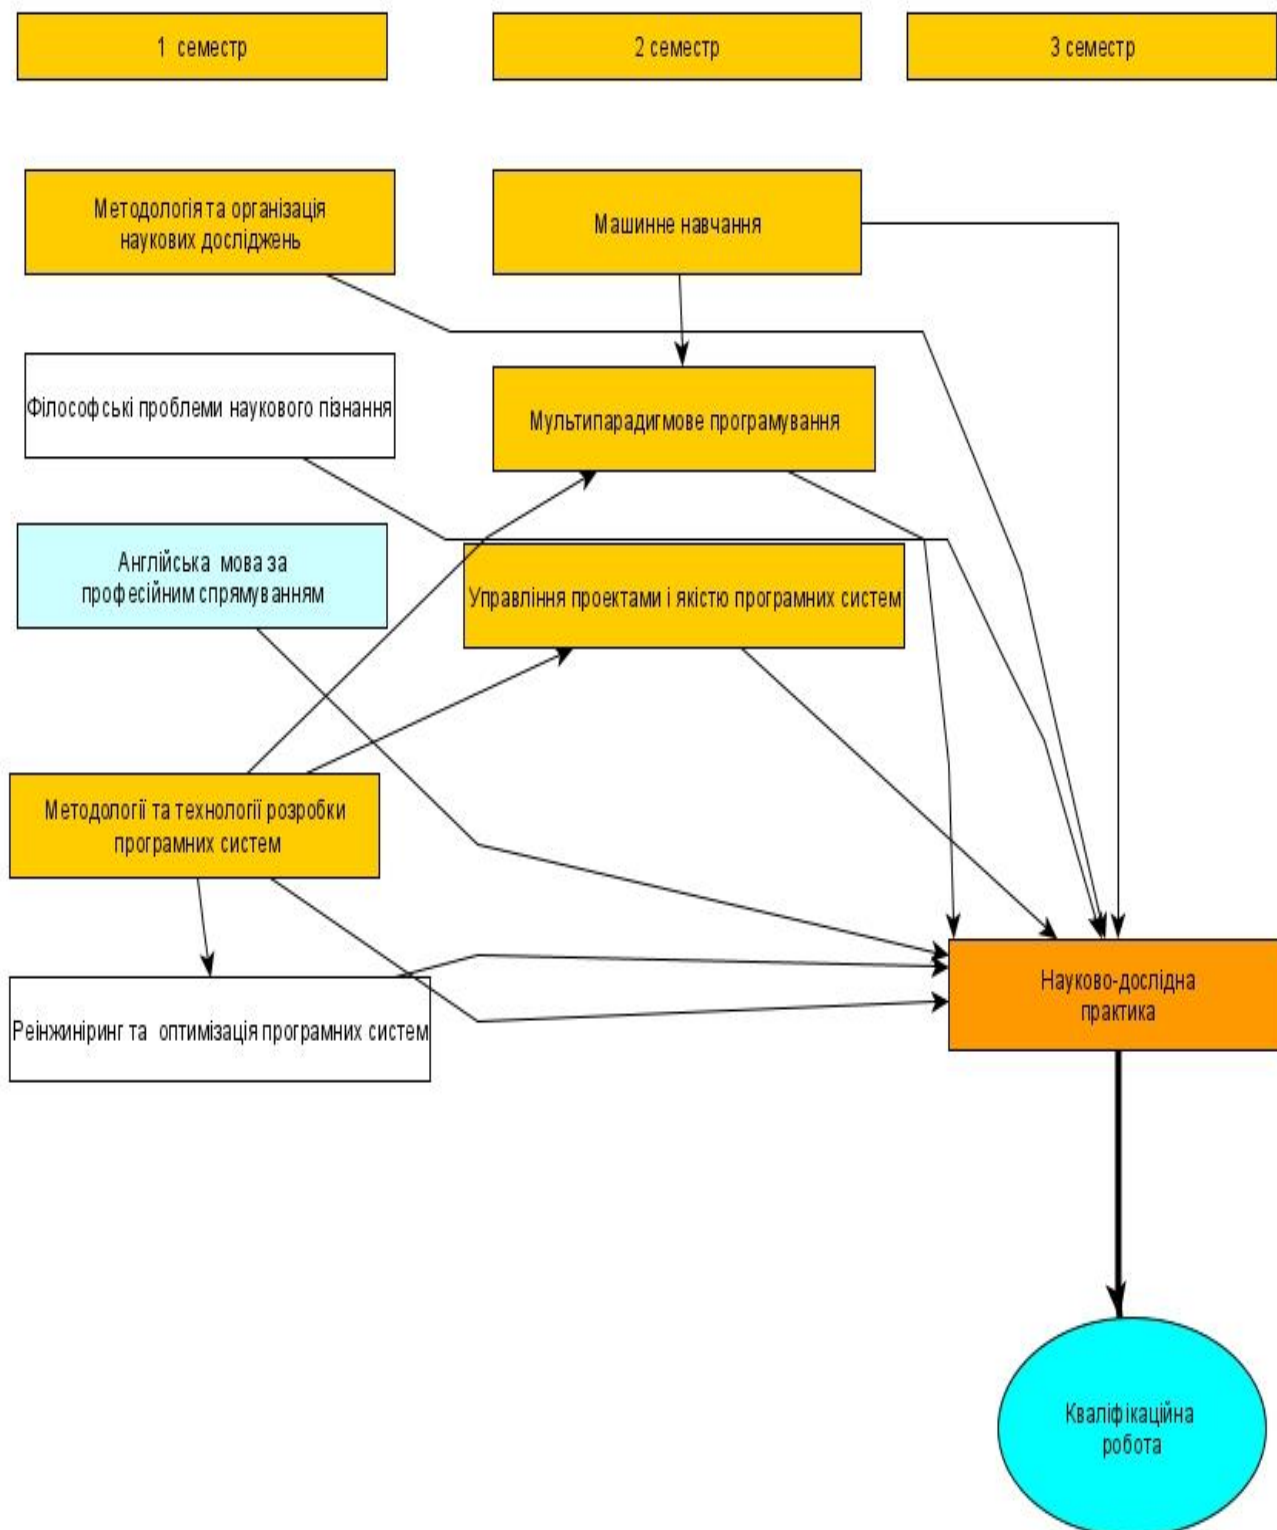 1 семестр
2 семестр
3 семестр
Методологія та організація
наукових досліджень
Машинне навчання
Філософські проблеми наукового пізнання
Мультипарадигмове програмування
Англійська мова за
професійним спрямуванням
Управління проектами і якістю програмних систем
Методології та технології розробки
програмних систем
Реінжиніринг та оптимізація програмних систем
Науково-дослідна
практика
Кваліфікаційна
робота